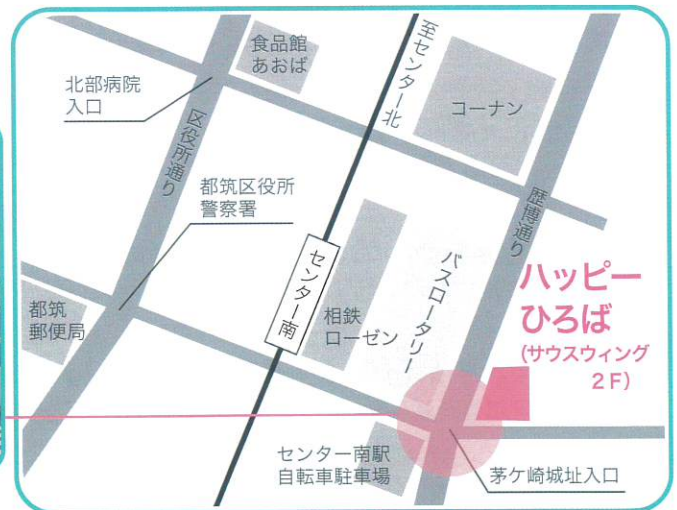 食品館
あおば
至センター北
北部病院
入口
コーナン
区役所通り
都筑区役所
警察署
歴博通り
センター南
バスロータリー
ハッピー
ひろば
(サウスウィング
2F)
都筑
郵便局
相鉄
ローゼン
センター南駅
自転車駐車場
茅ケ崎城址入口